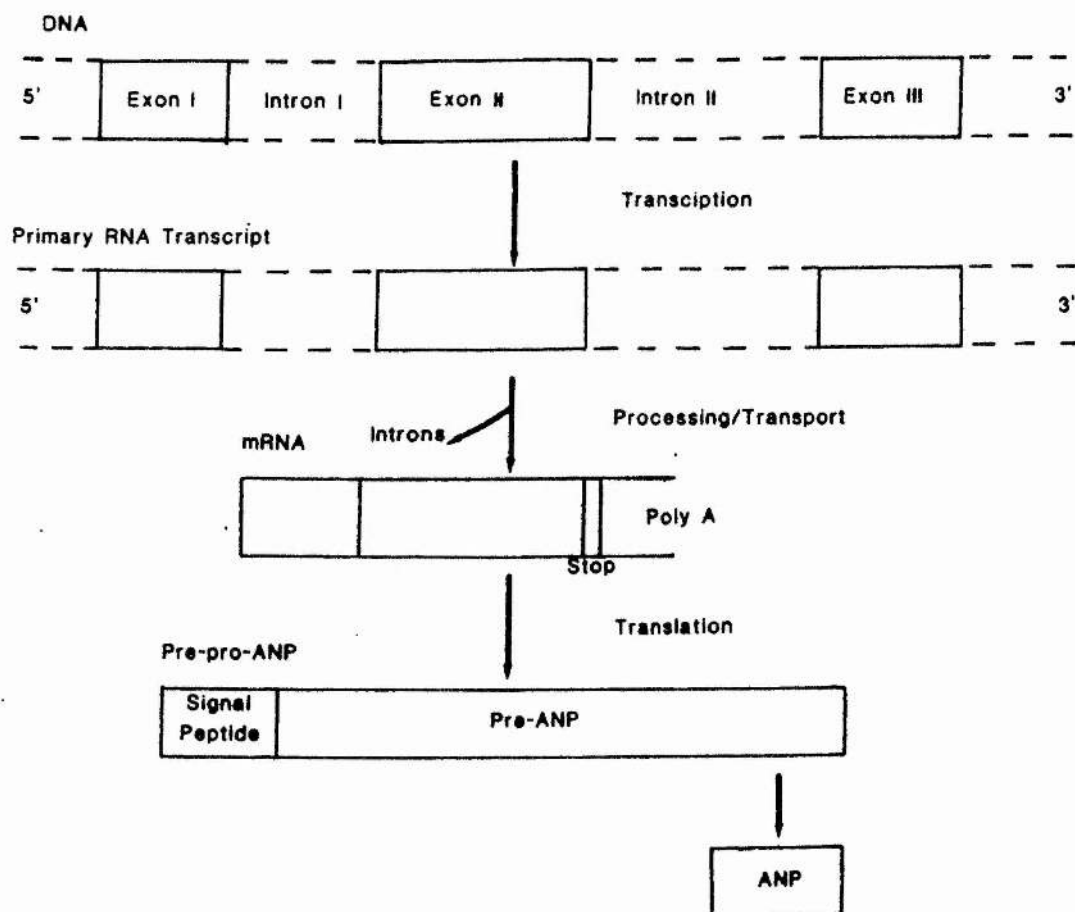 DNA
5' Exon I Intron I Exon II Intron II Exon III 3'
Transciption
Primary RNA Transcript
5' 3'
Processing/Transport
Introns
mRNA
Poly A
Stop
Translation
Pre-pro-ANP
Signal
Peptide
Pre-ANP
ANP